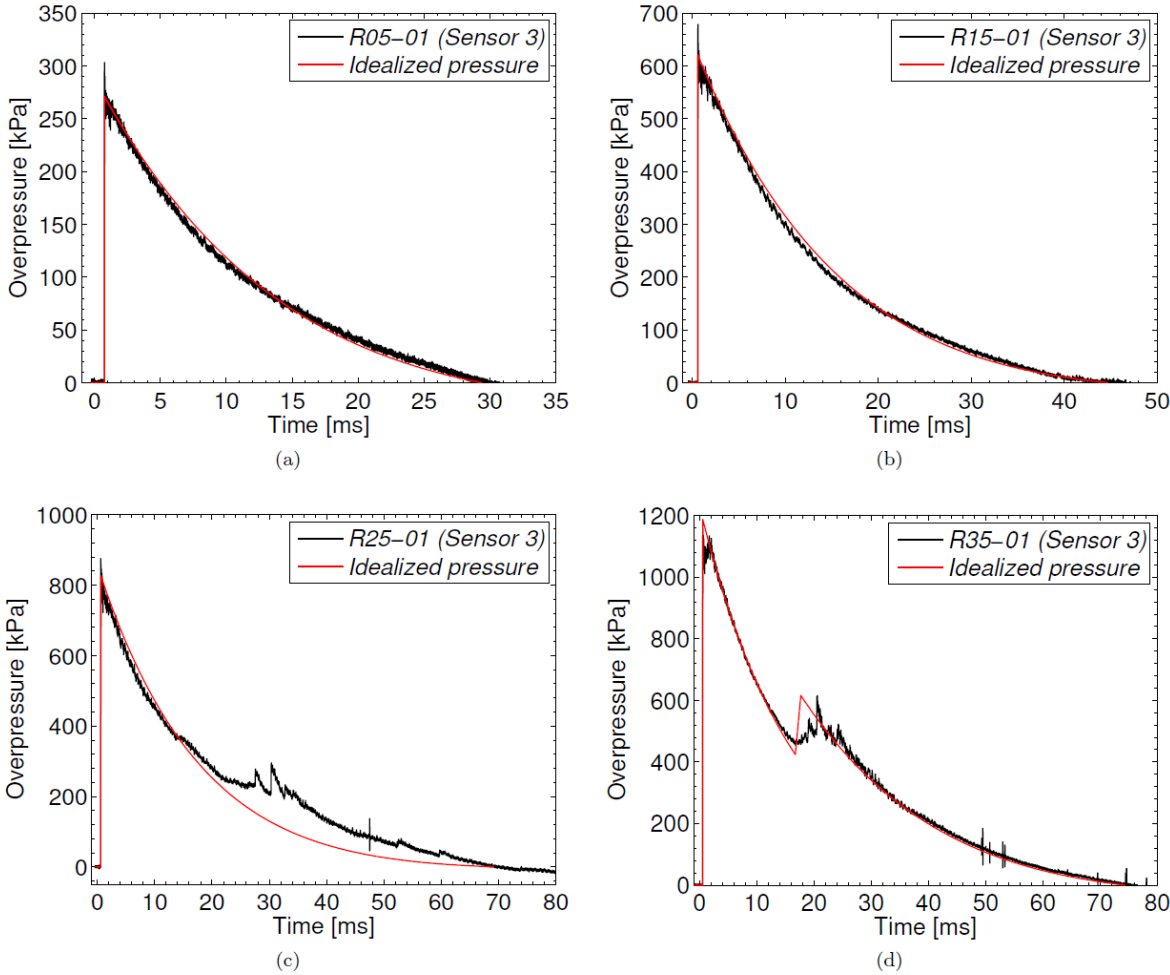 350
300
250
200
150
100
50
0
Overpressure [kPa]
R05-01 (Sensor 3)
Idealized pressure
0 5 10 15 20 25 30 35
Time [ms]
(a)
700
600
500
400
300
200
100
0
Overpressure [kPa]
R15-01 (Sensor 3)
Idealized pressure
0 10 20 30 40 50
Time [ms]
(b)
1000
800
600
400
200
0
Overpressure [kPa]
R25-01 (Sensor 3)
Idealized pressure
0 10 20 30 40 50 60 70 80
Time [ms]
(c)
1200
1000
800
600
400
200
0
Overpressure [kPa]
R35-01 (Sensor 3)
Idealized pressure
0 10 20 30 40 50 60 70 80
Time [ms]
(d)